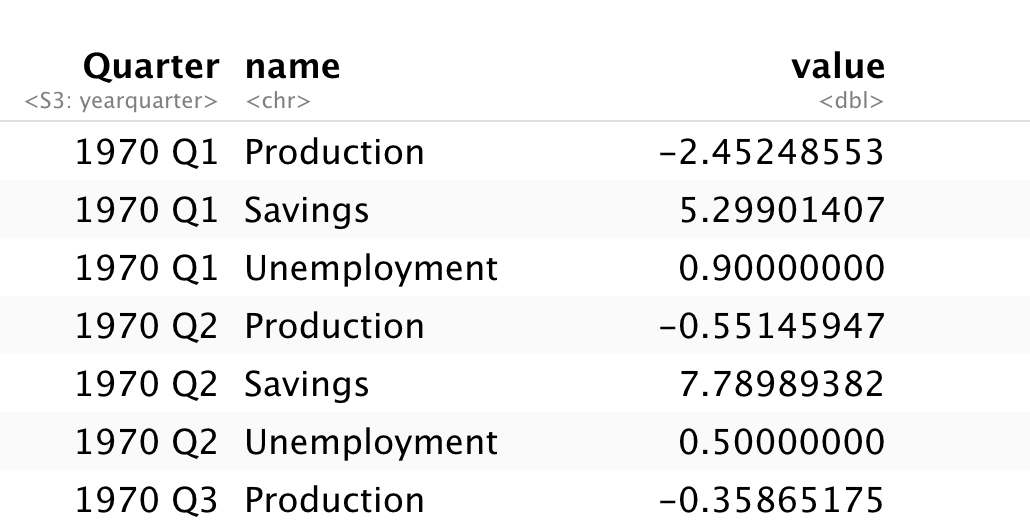 Quarter name value
<S3: yearquarter> <chr> <dbl>
1970 Q1 Production -2.45248553
1970 Q1 Savings 5.29901407
1970 Q1 Unemployment 0.90000000
1970 Q2 Production -0.55145947
1970 Q2 Savings 7.78989382
1970 Q2 Unemployment 0.50000000
1970 Q3 Production -0.35865175